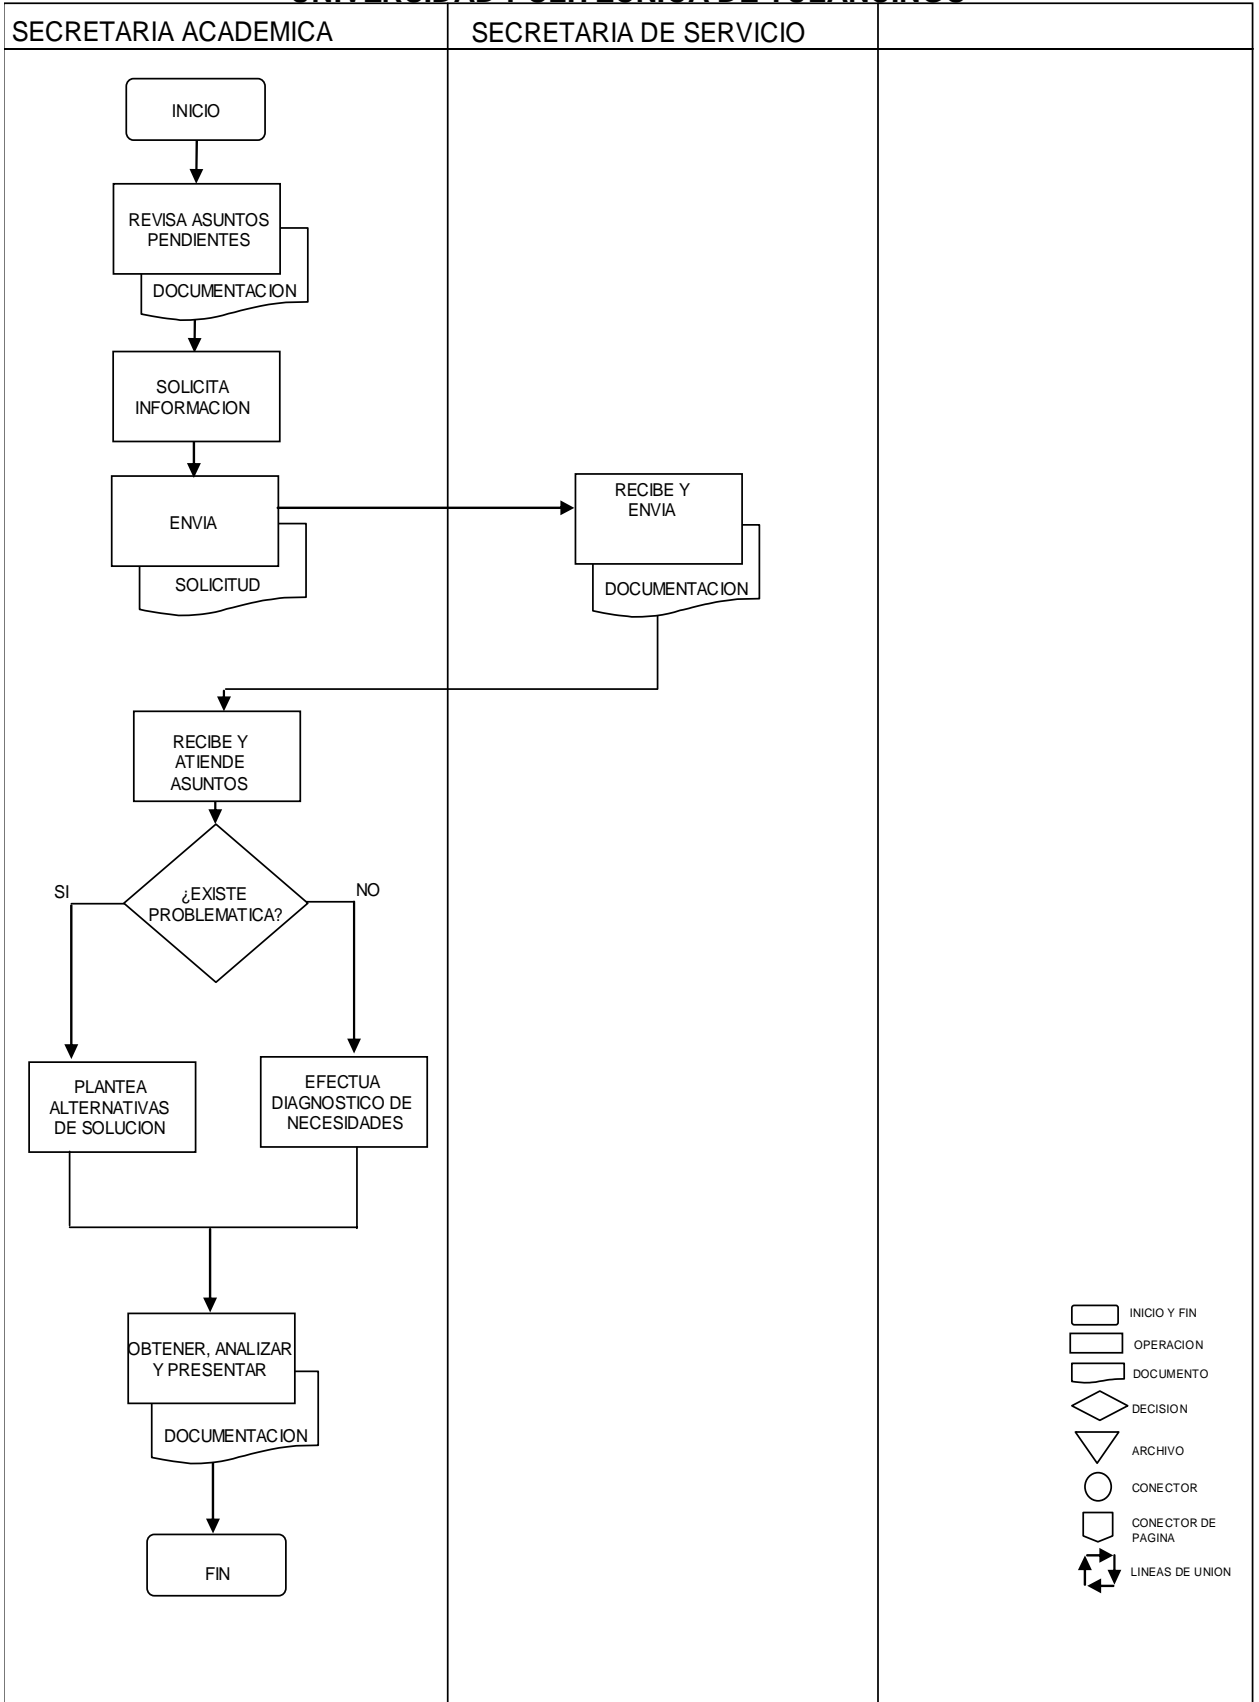 SECRETARIA ACADEMICA
SECRETARIA DE SERVICIO
INICIO
REVISA ASUNTOS
PENDIENTES
DOCUMENTACION
SOLICITA
INFORMACION
ENVIA
SOLICITUD
RECIBE Y
ENVIA
DOCUMENTACION
RECIBE Y
ATIENDE
ASUNTOS
¿EXISTE
PROBLEMATICA?
SI
NO
PLANTEA
ALTERNATIVAS
DE SOLUCION
EFECTUA
DIAGNOSTICO DE
NECESIDADES
OBTENER, ANALIZAR
Y PRESENTAR
DOCUMENTACION
FIN
INICIO Y FIN
OPERACION
DOCUMENTO
DECISION
ARCHIVO
CONECTOR
CONECTOR DE
PAGINA
LINEAS DE UNION